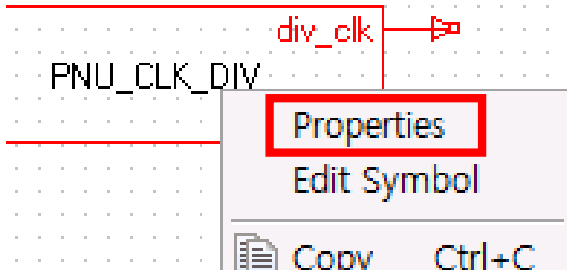 div_clk
PNU_CLK_DIV
Properties
Edit Symbol
Copy Ctrl+C